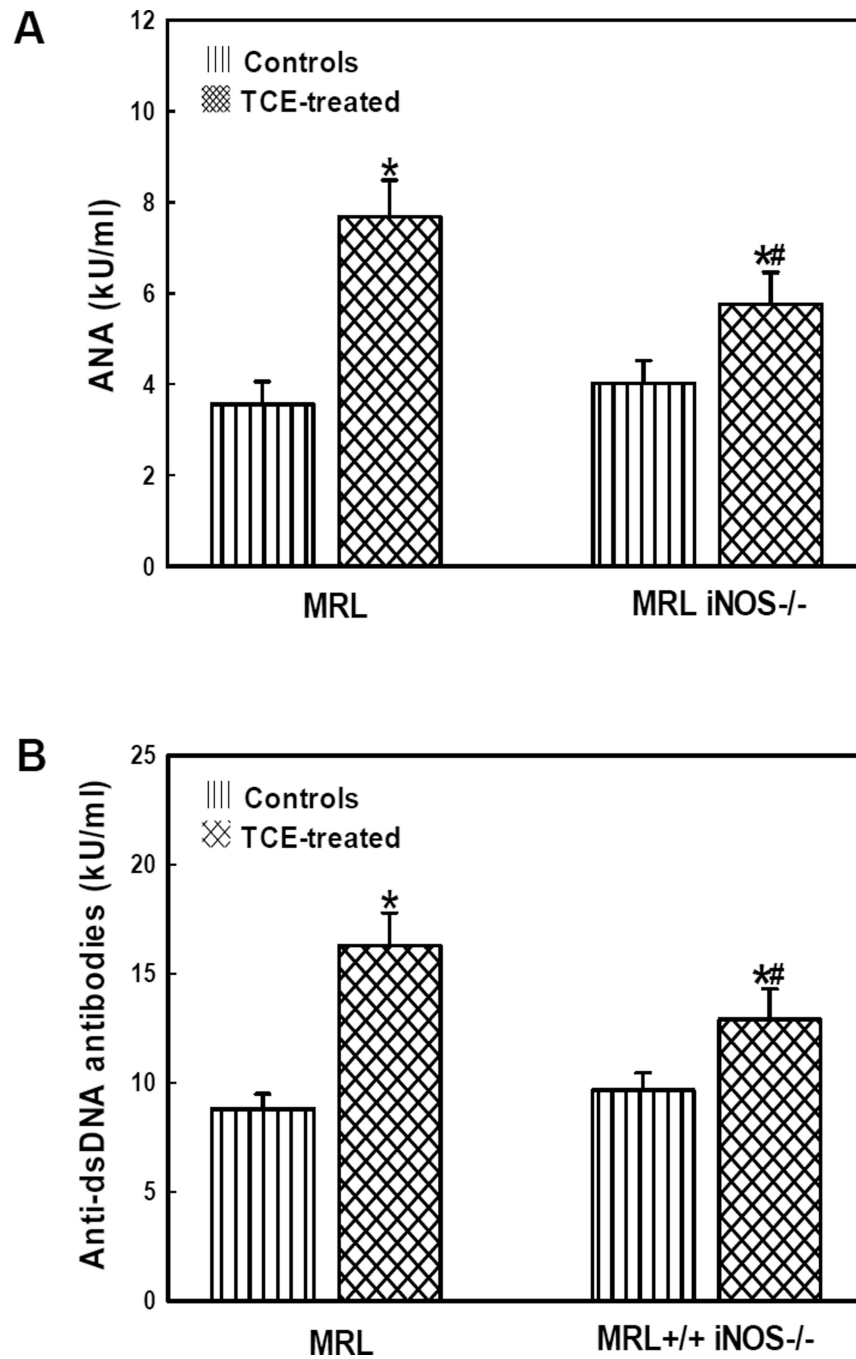 A
12
Controls
TCE-treated
10
*
8
*#
6
4
2
0
ANA (kU/ml)
MRL
MRL iNOS-/-
B
25
Controls
TCE-treated
20
*
*#
15
10
5
0
Anti-dsDNA antibodies (kU/ml)
MRL
MRL+/+ iNOS-/-